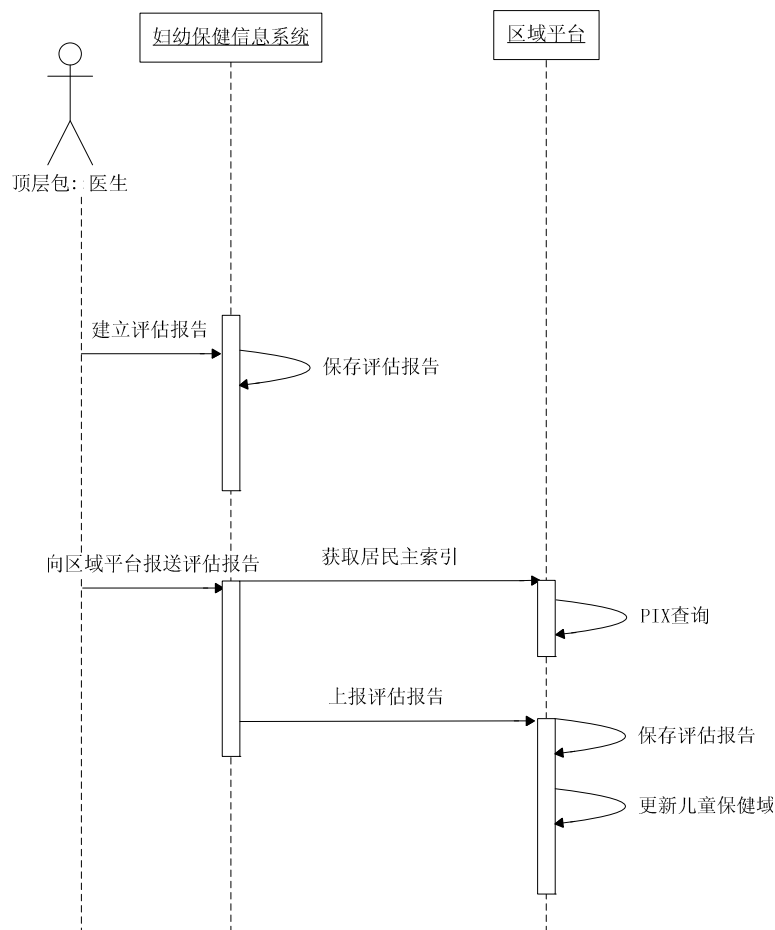 妇幼保健信息系统
区域平台
顶层包：医生
建立评估报告
保存评估报告
向区域平台报送评估报告
获取居民主索引
PIX查询
上报评估报告
保存评估报告
更新儿童保健域